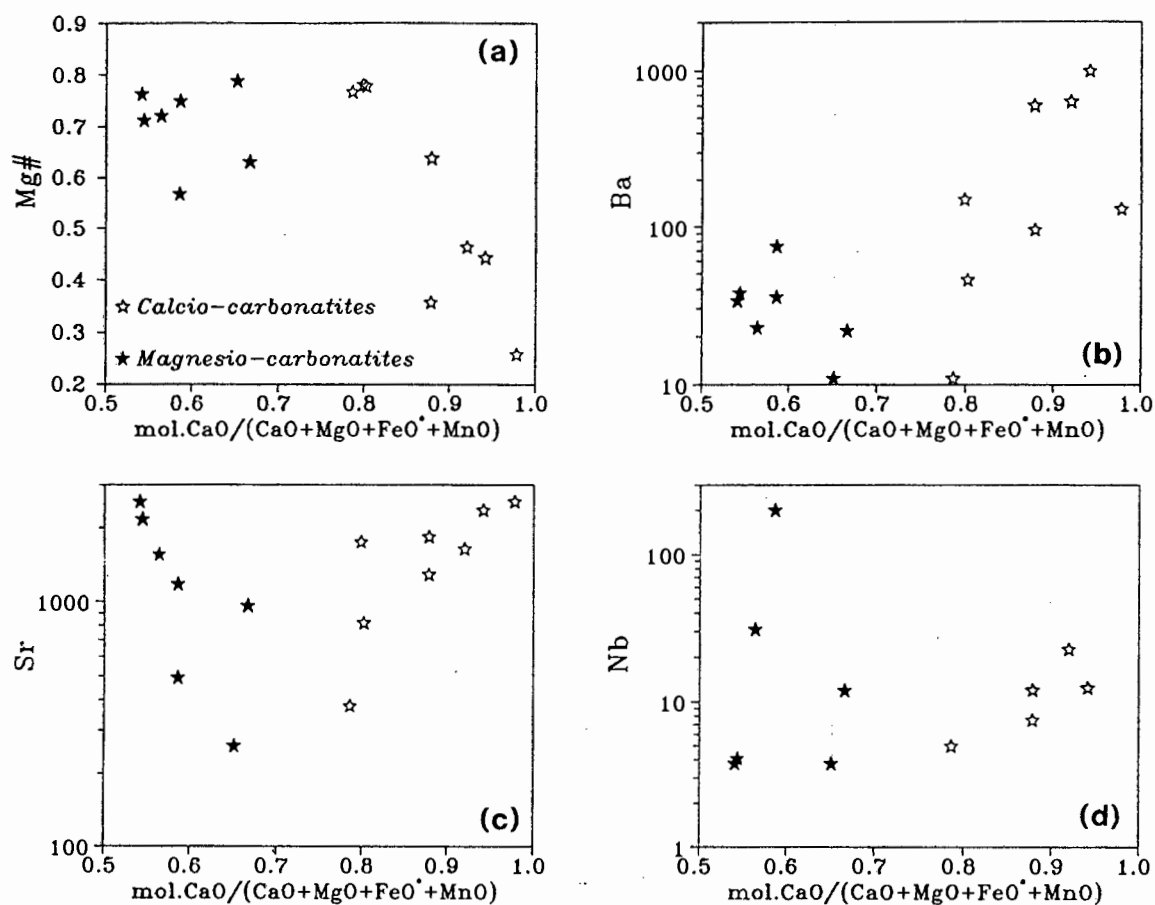 0.9
0.8
0.7
0.6
0.5
0.4
0.3
0.2
Mg#
(a)
☆ Calcio-carbonatites
★ Magnesio-carbonatites
0.5 0.6 0.7 0.8 0.9 1.0
mol.CaO/(CaO+MgO+FeO*+MnO)
1000
100
10
Ba
(b)
0.5 0.6 0.7 0.8 0.9 1.0
mol.CaO/(CaO+MgO+FeO*+MnO)
1000
100
Sr
(c)
0.5 0.6 0.7 0.8 0.9 1.0
mol.CaO/(CaO+MgO+FeO*+MnO)
100
10
1
Nb
(d)
0.5 0.6 0.7 0.8 0.9 1.0
mol.CaO/(CaO+MgO+FeO*+MnO)